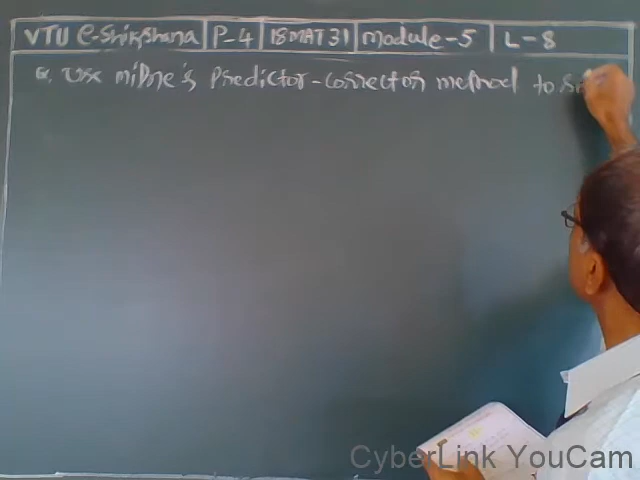 VTU e-Shikshana P-4 18MAT31 module-5 L-8
Q. Use milne's Predictor-Corrector method to
CyberLink YouCam